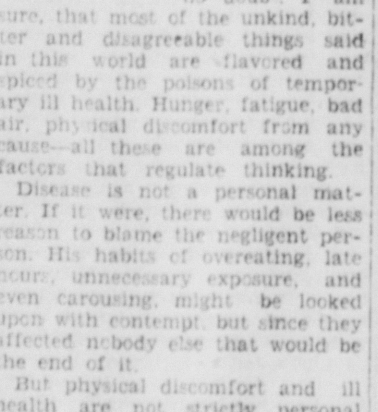 sure, that most of the unkind, bit-
ter and disagreeable things said
in this world are flavored and
spiced by the poisons of tempor-
ary ill health. Hunger, fatigue, bad
air, physical discomfort from any
cause—all these are among the
factors that regulate thinking.
Disease is not a personal mat-
ter. If it were, there would be less
reason to blame the negligent per-
son. His habits of overeating, late
hours, unnecessary exposure, and
even carousing, might be looked
upon with contempt, but since they
affected nobody else that would be
the end of it.
But physical discomfort and ill
health are not strictly personal